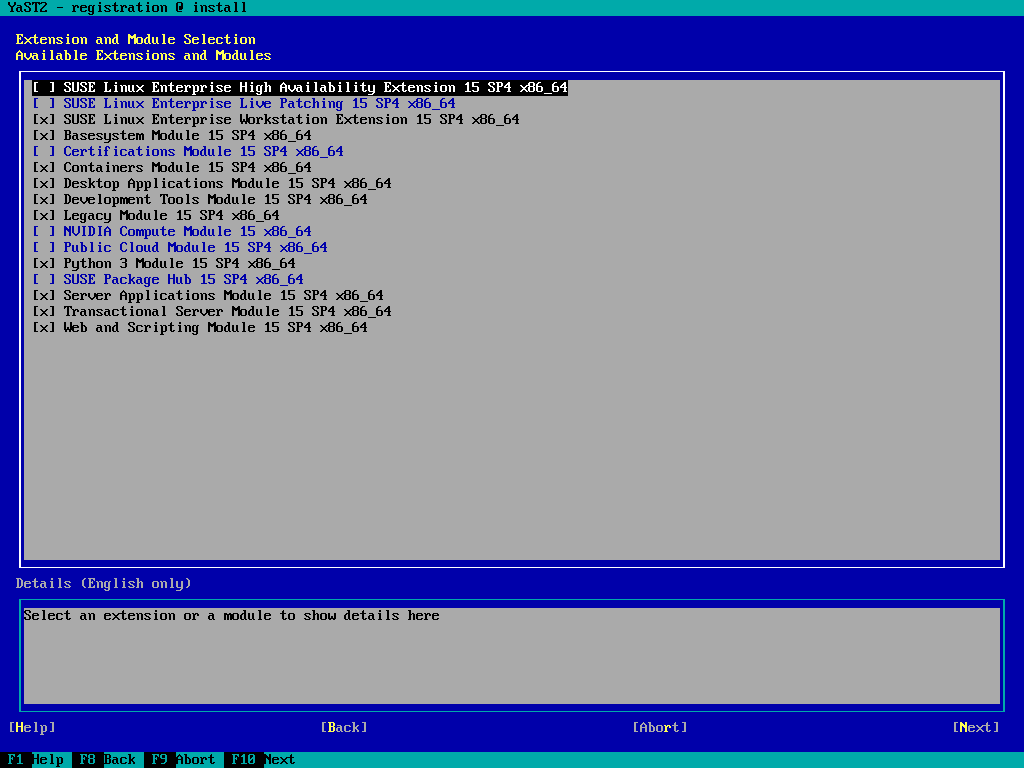 YaST2 - registration @ install
Extension and Module Selection
Available Extensions and Modules
[ ] SUSE Linux Enterprise High Availability Extension 15 SP4 x86_64
[ ] SUSE Linux Enterprise Live Patching 15 SP4 x86_64
[x] SUSE Linux Enterprise Workstation Extension 15 SP4 x86_64
[x] Basesystem Module 15 SP4 x86_64
[ ] Certifications Module 15 SP4 x86_64
[x] Containers Module 15 SP4 x86_64
[x] Desktop Applications Module 15 SP4 x86_64
[x] Development Tools Module 15 SP4 x86_64
[x] Legacy Module 15 SP4 x86_64
[ ] NVIDIA Compute Module 15 SP4 x86_64
[ ] Public Cloud Module 15 SP4 x86_64
[x] Python 3 Module 15 SP4 x86_64
[ ] SUSE Package Hub 15 SP4 x86_64
[x] Server Applications Module 15 SP4 x86_64
[x] Transactional Server Module 15 SP4 x86_64
[x] Web and Scripting Module 15 SP4 x86_64
Details (English only)
Select an extension or a module to show details here
[Help] [Back] [Abort] [Next]
F1 Help F8 Back F9 Abort F10 Next